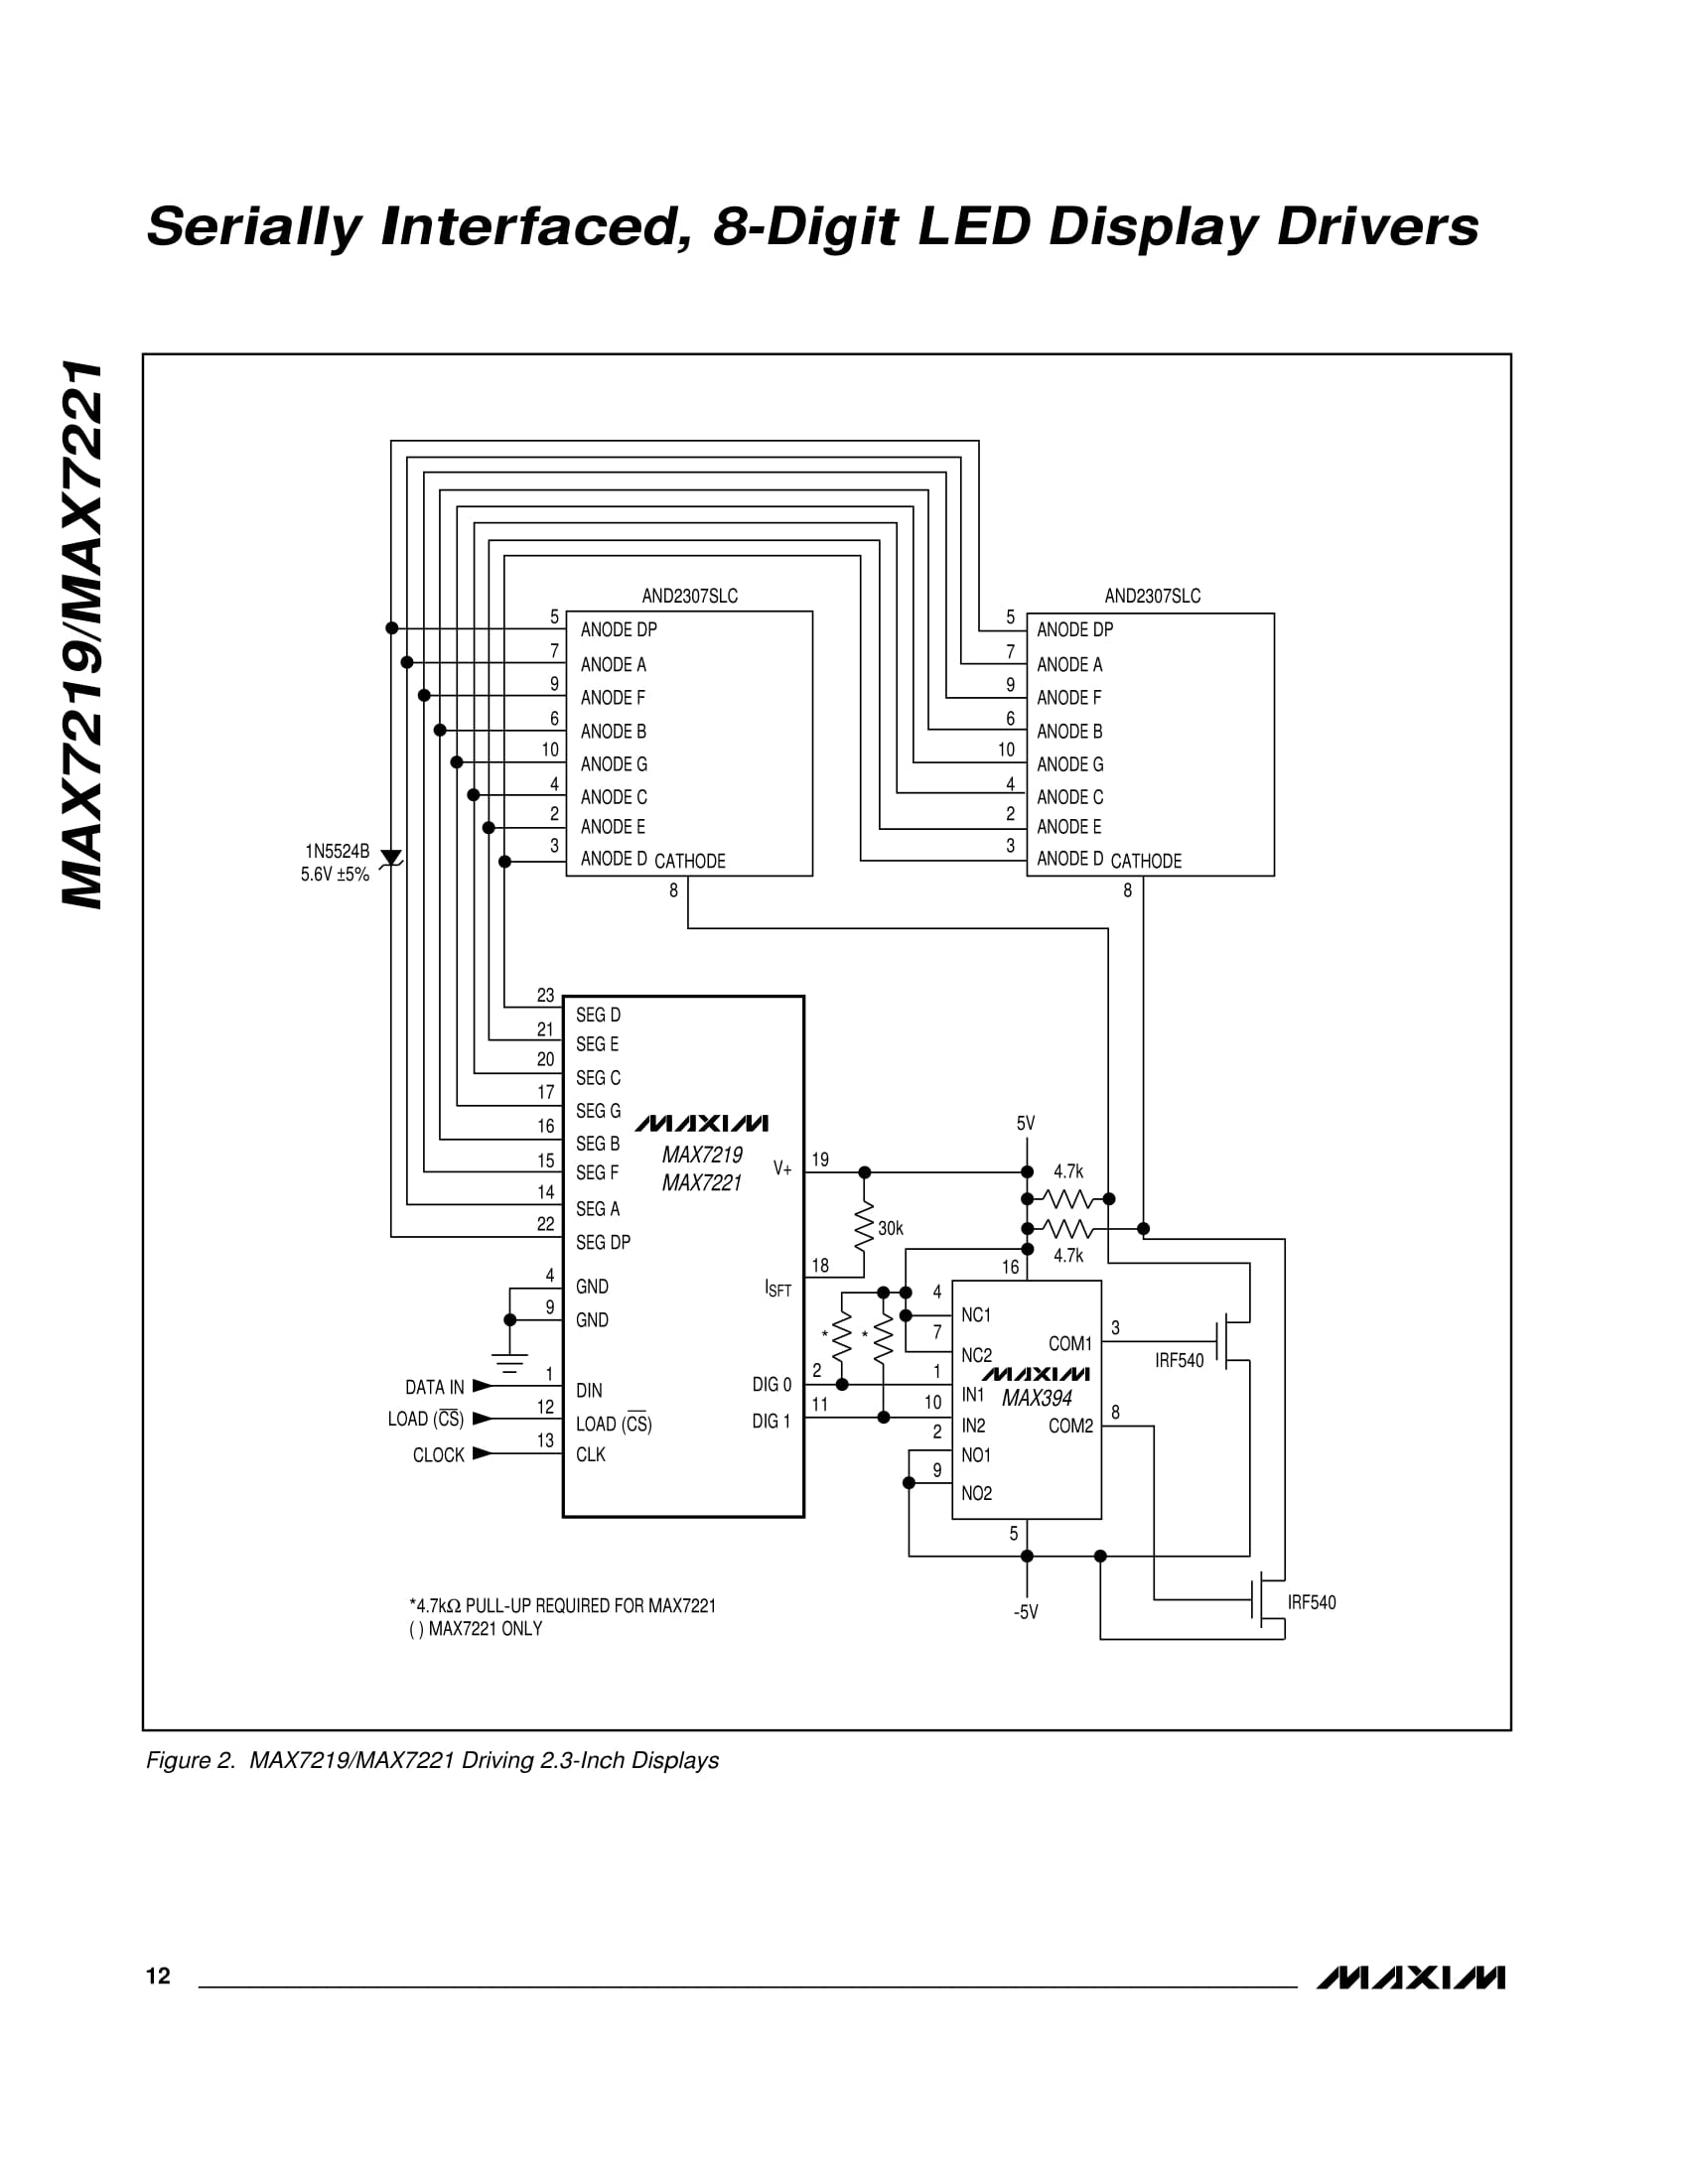 Serially Interfaced, 8-Digit LED Display Drivers
MAX7219/MAX7221
AND2307SLC
5 ANODE DP
7 ANODE A
9 ANODE F
6 ANODE B
10 ANODE G
4 ANODE C
2 ANODE E
3 ANODE D CATHODE
8
AND2307SLC
5 ANODE DP
7 ANODE A
9 ANODE F
6 ANODE B
10 ANODE G
4 ANODE C
2 ANODE E
3 ANODE D CATHODE
8
1N5524B
5.6V ±5%
23 SEG D
21 SEG E
20 SEG C
17 SEG G
16 SEG B
15 SEG F
14 SEG A
22 SEG DP
4 GND
9 GND
DATA IN 1 DIN
LOAD (C̅S̅) 12 LOAD (C̅S̅)
CLOCK 13 CLK
MAXIM
MAX7219
MAX7221
V+ 19
ISFT 18
DIG 0 2
DIG 1 11
30k
* *
5V
4.7k
4.7k
16
4 NC1
7 NC2
1 IN1
10 IN2
2 NO1
9 NO2
MAXIM
MAX394
COM1 3
COM2 8
5
-5V
IRF540
IRF540
*4.7kΩ PULL-UP REQUIRED FOR MAX7221
( ) MAX7221 ONLY
Figure 2. MAX7219/MAX7221 Driving 2.3-Inch Displays
12
MAXIM